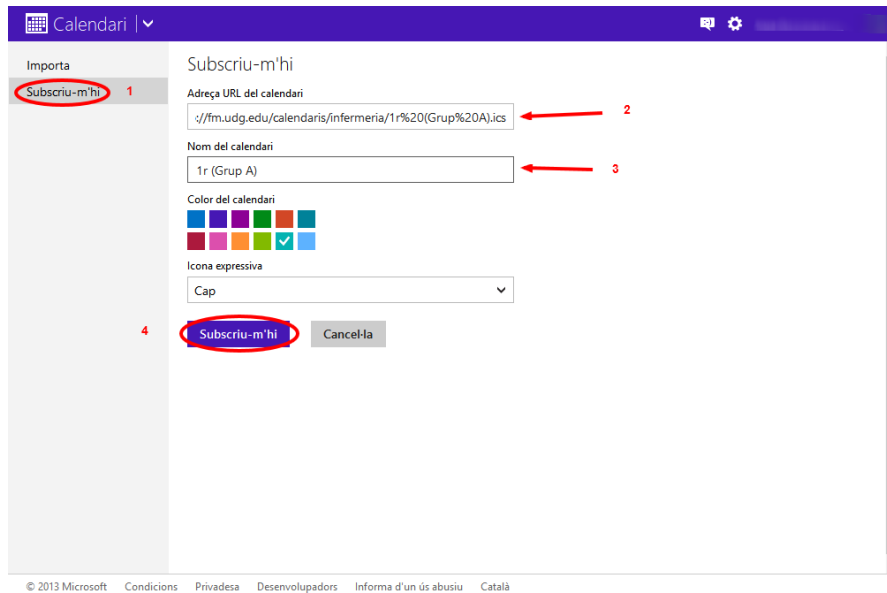 Calendari
Importa
Subscriu-m'hi 1
Subscriu-m'hi
Adreça URL del calendari
://fm.udg.edu/calendaris/infermeria/1r%20(Grup%20A).ics
2
Nom del calendari
1r (Grup A)
3
Color del calendari
Icona expressiva
Cap
4
Subscriu-m'hi Cancel·la
© 2013 Microsoft Condicions Privadesa Desenvolupadors Informa d'un ús abusiu Català